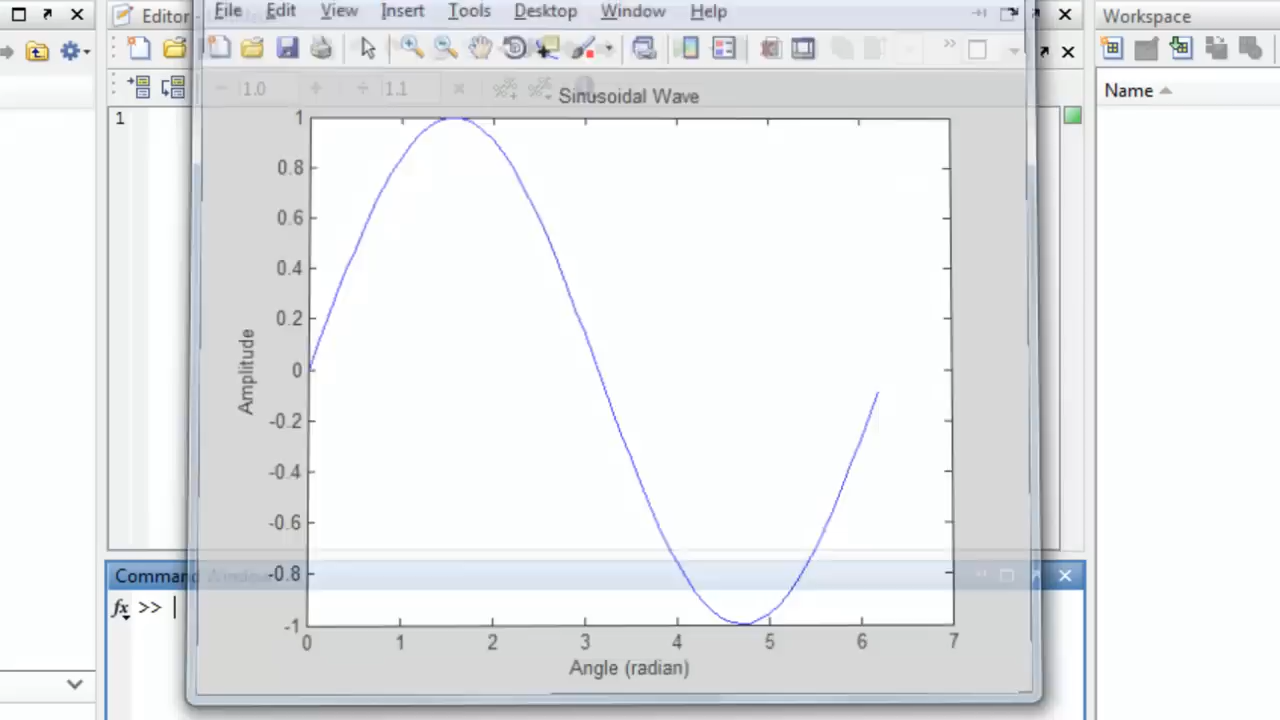 Editor
File Edit View Insert Tools Desktop Window Help
Workspace
1.0
1.1
Name
1
Sinusoidal Wave
1
0.8
0.6
0.4
0.2
0
-0.2
-0.4
-0.6
-0.8
-1
Amplitude
0 1 2 3 4 5 6 7
Angle (radian)
Command Window
fx >>